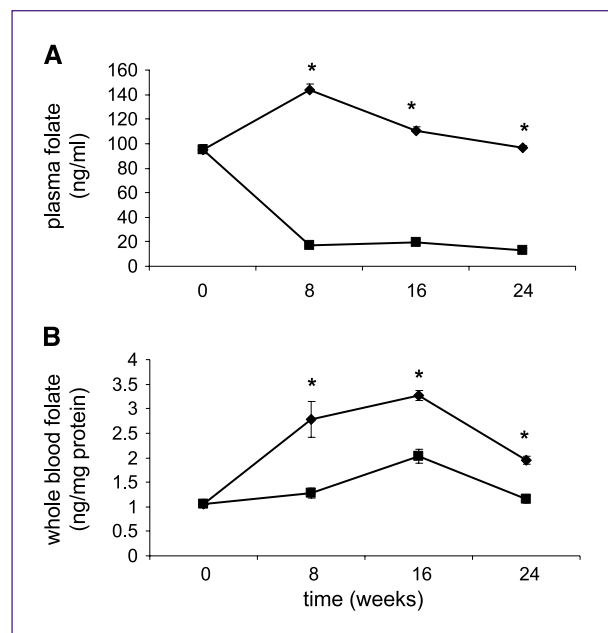 A
160
140
120
100
80
60
40
20
0
plasma folate
(ng/ml)
* * *
0 8 16 24
B
4
3.5
3
2.5
2
1.5
1
0.5
0
whole blood folate
(ng/mg protein)
* * *
0 8 16 24
time (weeks)